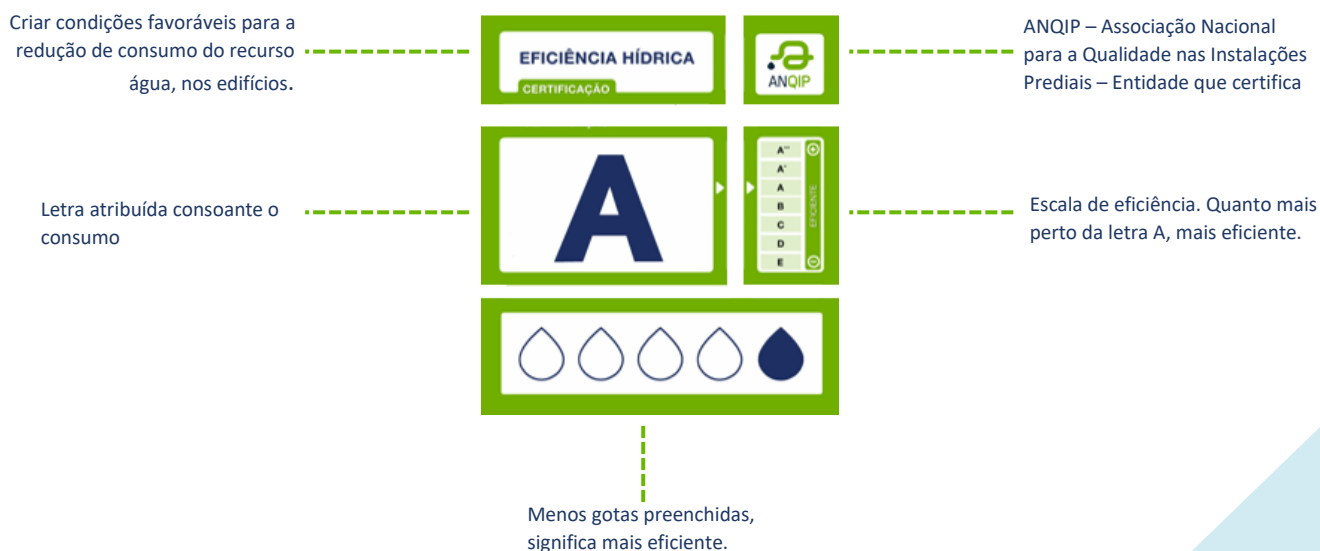 Criar condições favoráveis para a
redução de consumo do recurso
água, nos edifícios.
EFICIÊNCIA HÍDRICA
CERTIFICAÇÃO
ANQIP
ANQIP – Associação Nacional
para a Qualidade nas Instalações
Prediais – Entidade que certifica
Letra atribuída consoante o
consumo
A
A++
A+
A
B
C
D
E
EFICIENTE
Escala de eficiência. Quanto mais
perto da letra A, mais eficiente.
Menos gotas preenchidas,
significa mais eficiente.